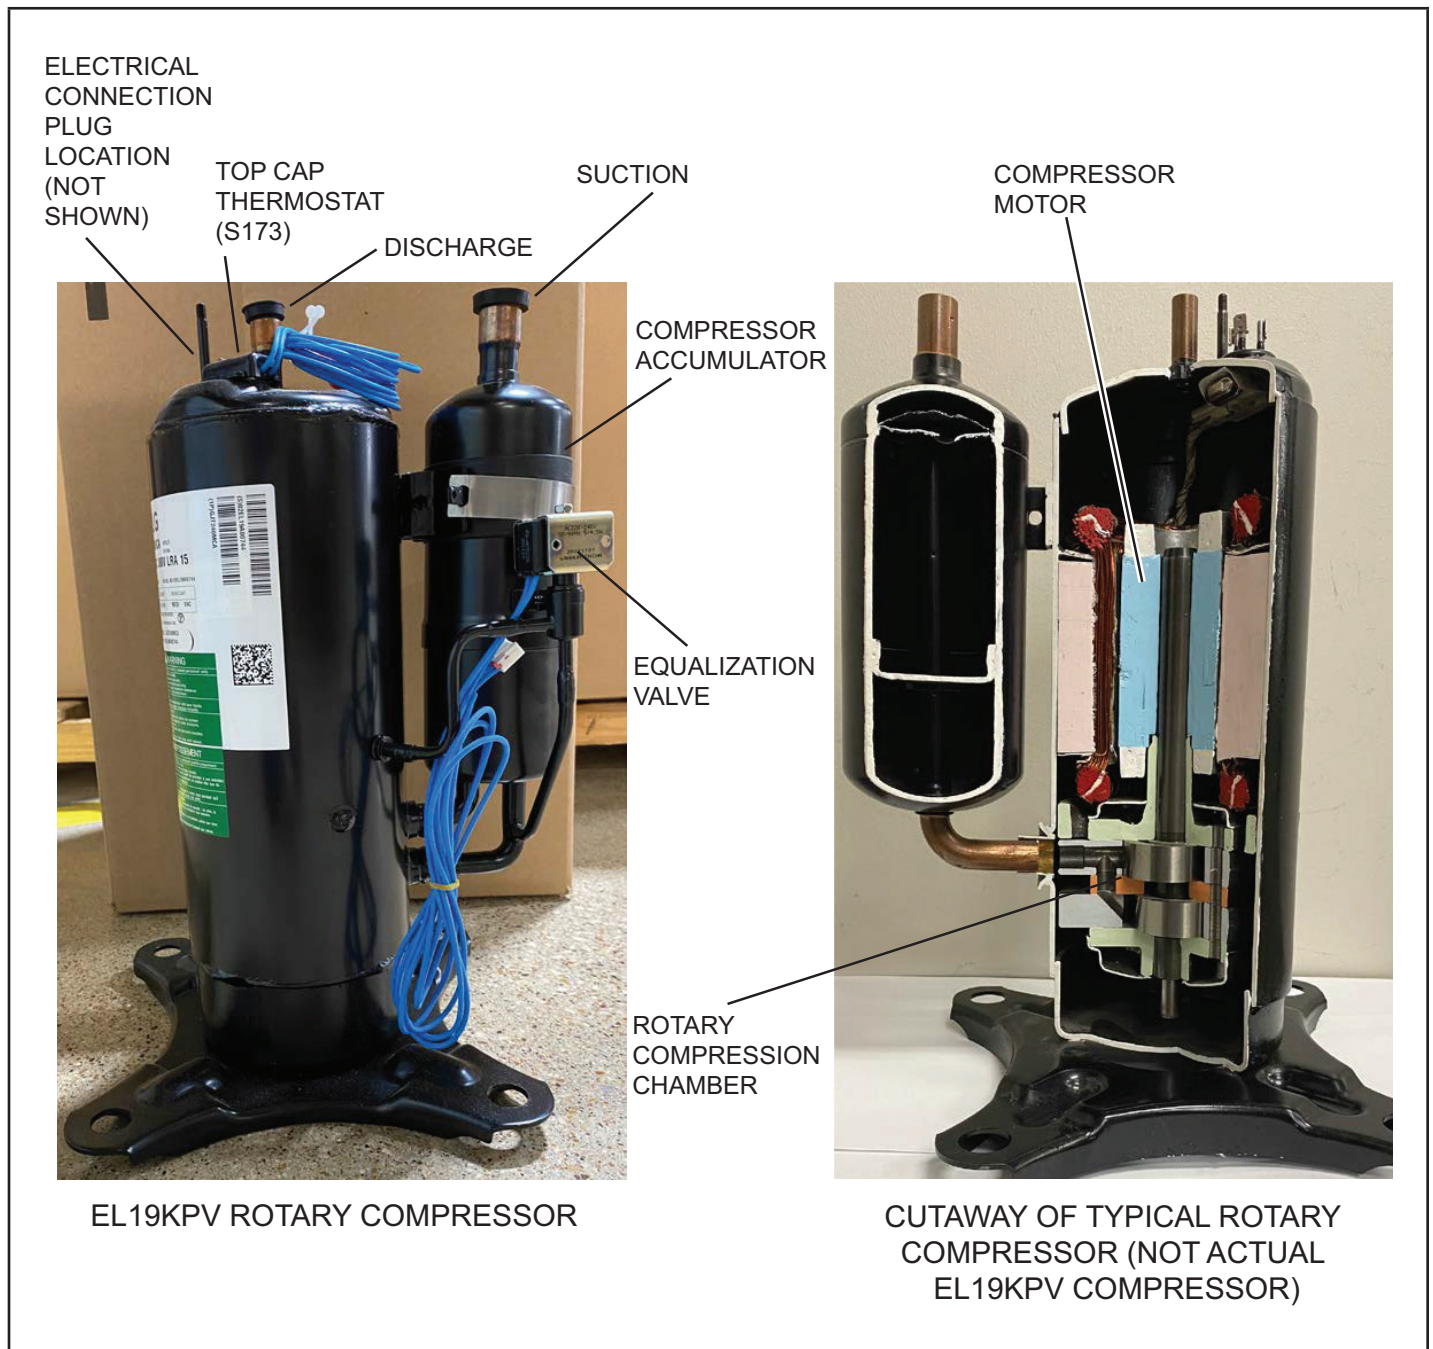 ELECTRICAL
CONNECTION
PLUG
LOCATION
(NOT
SHOWN)
TOP CAP
THERMOSTAT
(S173)
DISCHARGE
SUCTION
COMPRESSOR
ACCUMULATOR
EQUALIZATION
VALVE
COMPRESSOR
MOTOR
ROTARY
COMPRESSION
CHAMBER
LRA 15
WARNING
EL19KPV ROTARY COMPRESSOR
CUTAWAY OF TYPICAL ROTARY
COMPRESSOR (NOT ACTUAL
EL19KPV COMPRESSOR)